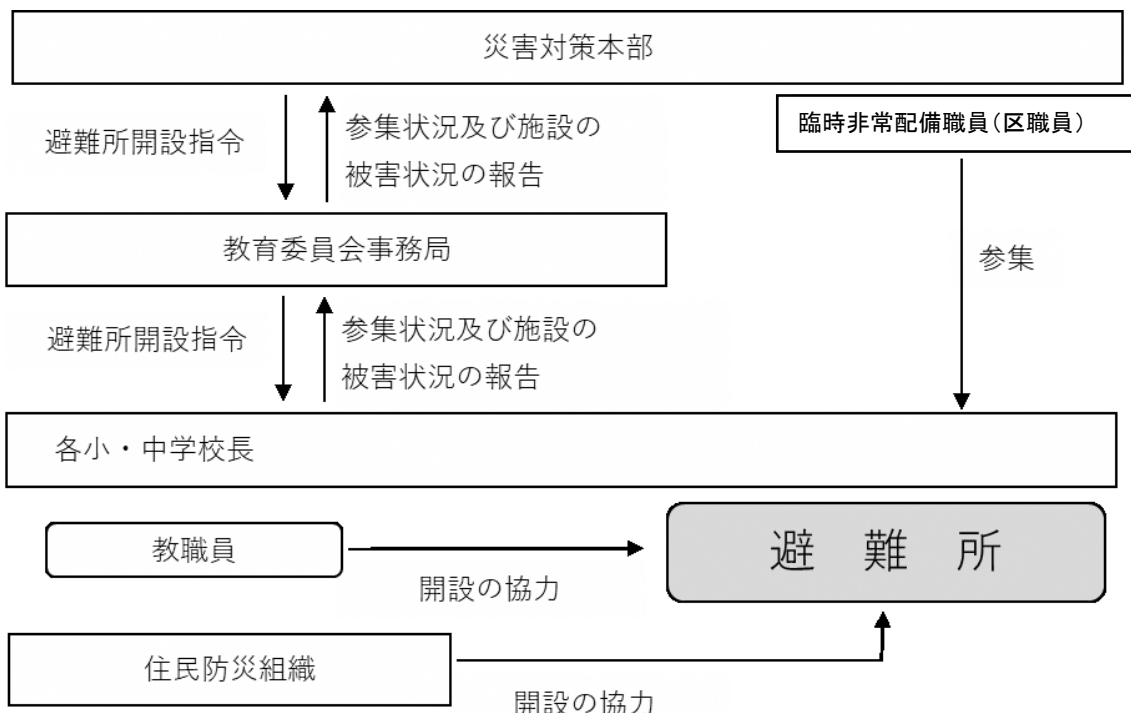 災害対策本部
避難所開設指令
参集状況及び施設の
被害状況の報告
臨時非常配備職員(区職員)
教育委員会事務局
参集
避難所開設指令
参集状況及び施設の
被害状況の報告
各小・中学校長
教職員
開設の協力
避難所
住民防災組織
開設の協力